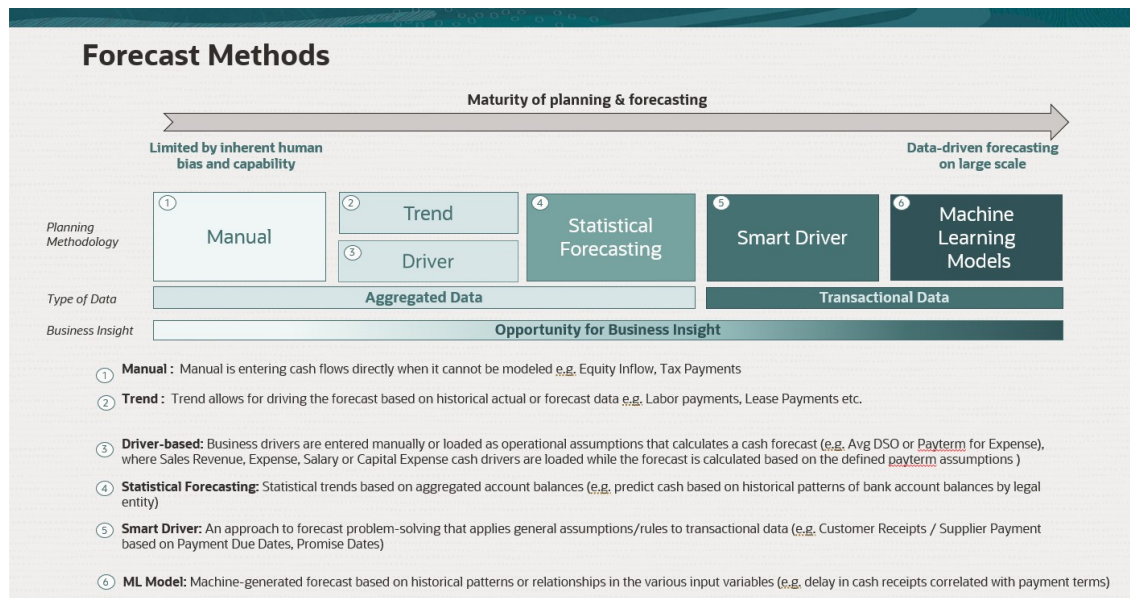 Forecast Methods
Maturity of planning & forecasting
Limited by inherent human
bias and capability
Data-driven forecasting
on large scale
Planning
Methodology
1
Manual
2
Trend
3
Driver
4
Statistical
Forecasting
5
Smart Driver
6
Machine
Learning
Models
Type of Data
Aggregated Data
Transactional Data
Business Insight
Opportunity for Business Insight
1 Manual : Manual is entering cash flows directly when it cannot be modeled e.g. Equity Inflow, Tax Payments
2 Trend : Trend allows for driving the forecast based on historical actual or forecast data e.g. Labor payments, Lease Payments etc.
3 Driver-based: Business drivers are entered manually or loaded as operational assumptions that calculates a cash forecast (e.g. Avg DSO or Payterm for Expense),
where Sales Revenue, Expense, Salary or Capital Expense cash drivers are loaded while the forecast is calculated based on the defined payterm assumptions )
4 Statistical Forecasting: Statistical trends based on aggregated account balances (e.g. predict cash based on historical patterns of bank account balances by legal
entity)
5 Smart Driver: An approach to forecast problem-solving that applies general assumptions/rules to transactional data (e.g. Customer Receipts / Supplier Payment
based on Payment Due Dates, Promise Dates)
6 ML Model: Machine-generated forecast based on historical patterns or relationships in the various input variables (e.g. delay in cash receipts correlated with payment terms)